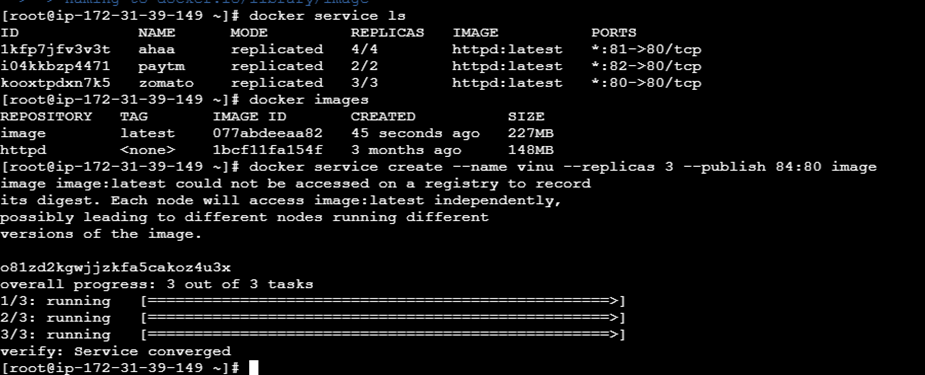 => => naming to docker.io/library/image
[root@ip-172-31-39-149 ~]# docker service ls
ID NAME MODE REPLICAS IMAGE PORTS
1kfp7jfv3v3t ahaa replicated 4/4 httpd:latest *:81->80/tcp
i04kkbzp4471 paytm replicated 2/2 httpd:latest *:82->80/tcp
kooxtpdxn7k5 zomato replicated 3/3 httpd:latest *:80->80/tcp
[root@ip-172-31-39-149 ~]# docker images
REPOSITORY TAG IMAGE ID CREATED SIZE
image latest 077abdeeaa82 45 seconds ago 227MB
httpd <none> 1bcf11fa154f 3 months ago 148MB
[root@ip-172-31-39-149 ~]# docker service create --name vinu --replicas 3 --publish 84:80 image
image image:latest could not be accessed on a registry to record
its digest. Each node will access image:latest independently,
possibly leading to different nodes running different
versions of the image.
o81zd2kgwjjzkfa5cakoz4u3x
overall progress: 3 out of 3 tasks
1/3: running [==================================================>]
2/3: running [==================================================>]
3/3: running [==================================================>]
verify: Service converged
[root@ip-172-31-39-149 ~]#